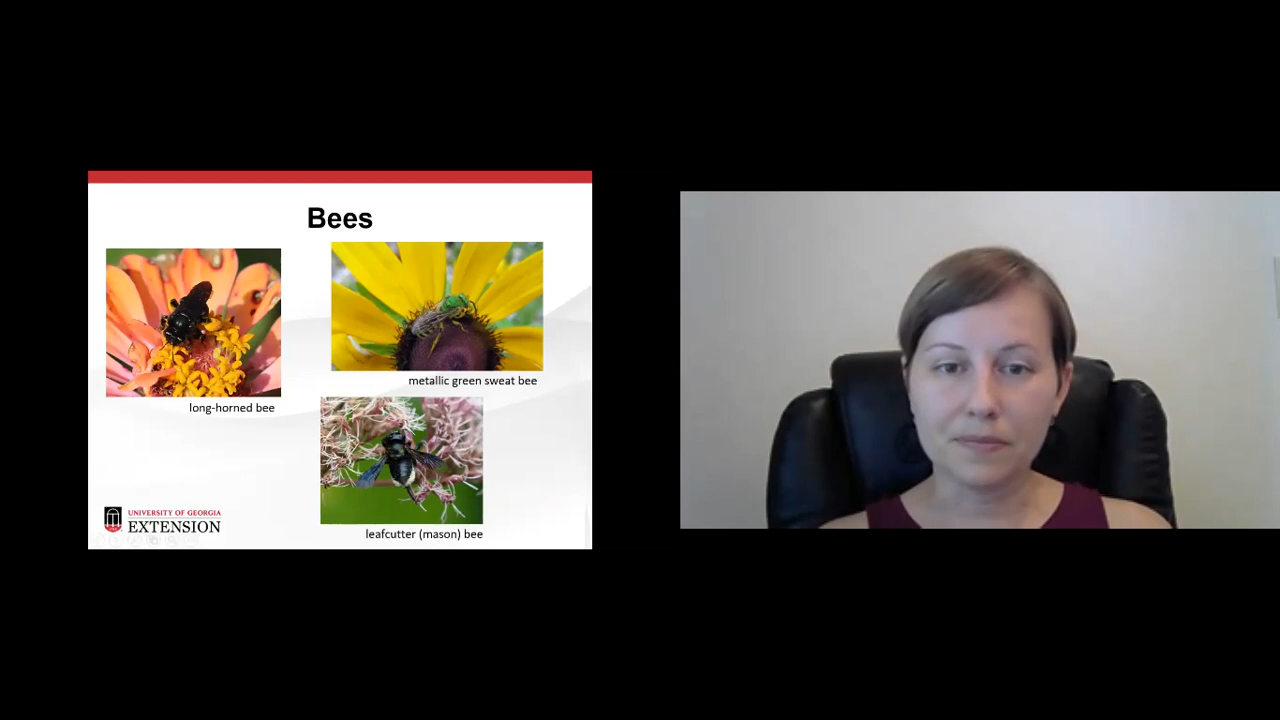 Bees
long-horned bee
metallic green sweat bee
leafcutter (mason) bee
UNIVERSITY OF GEORGIA
EXTENSION